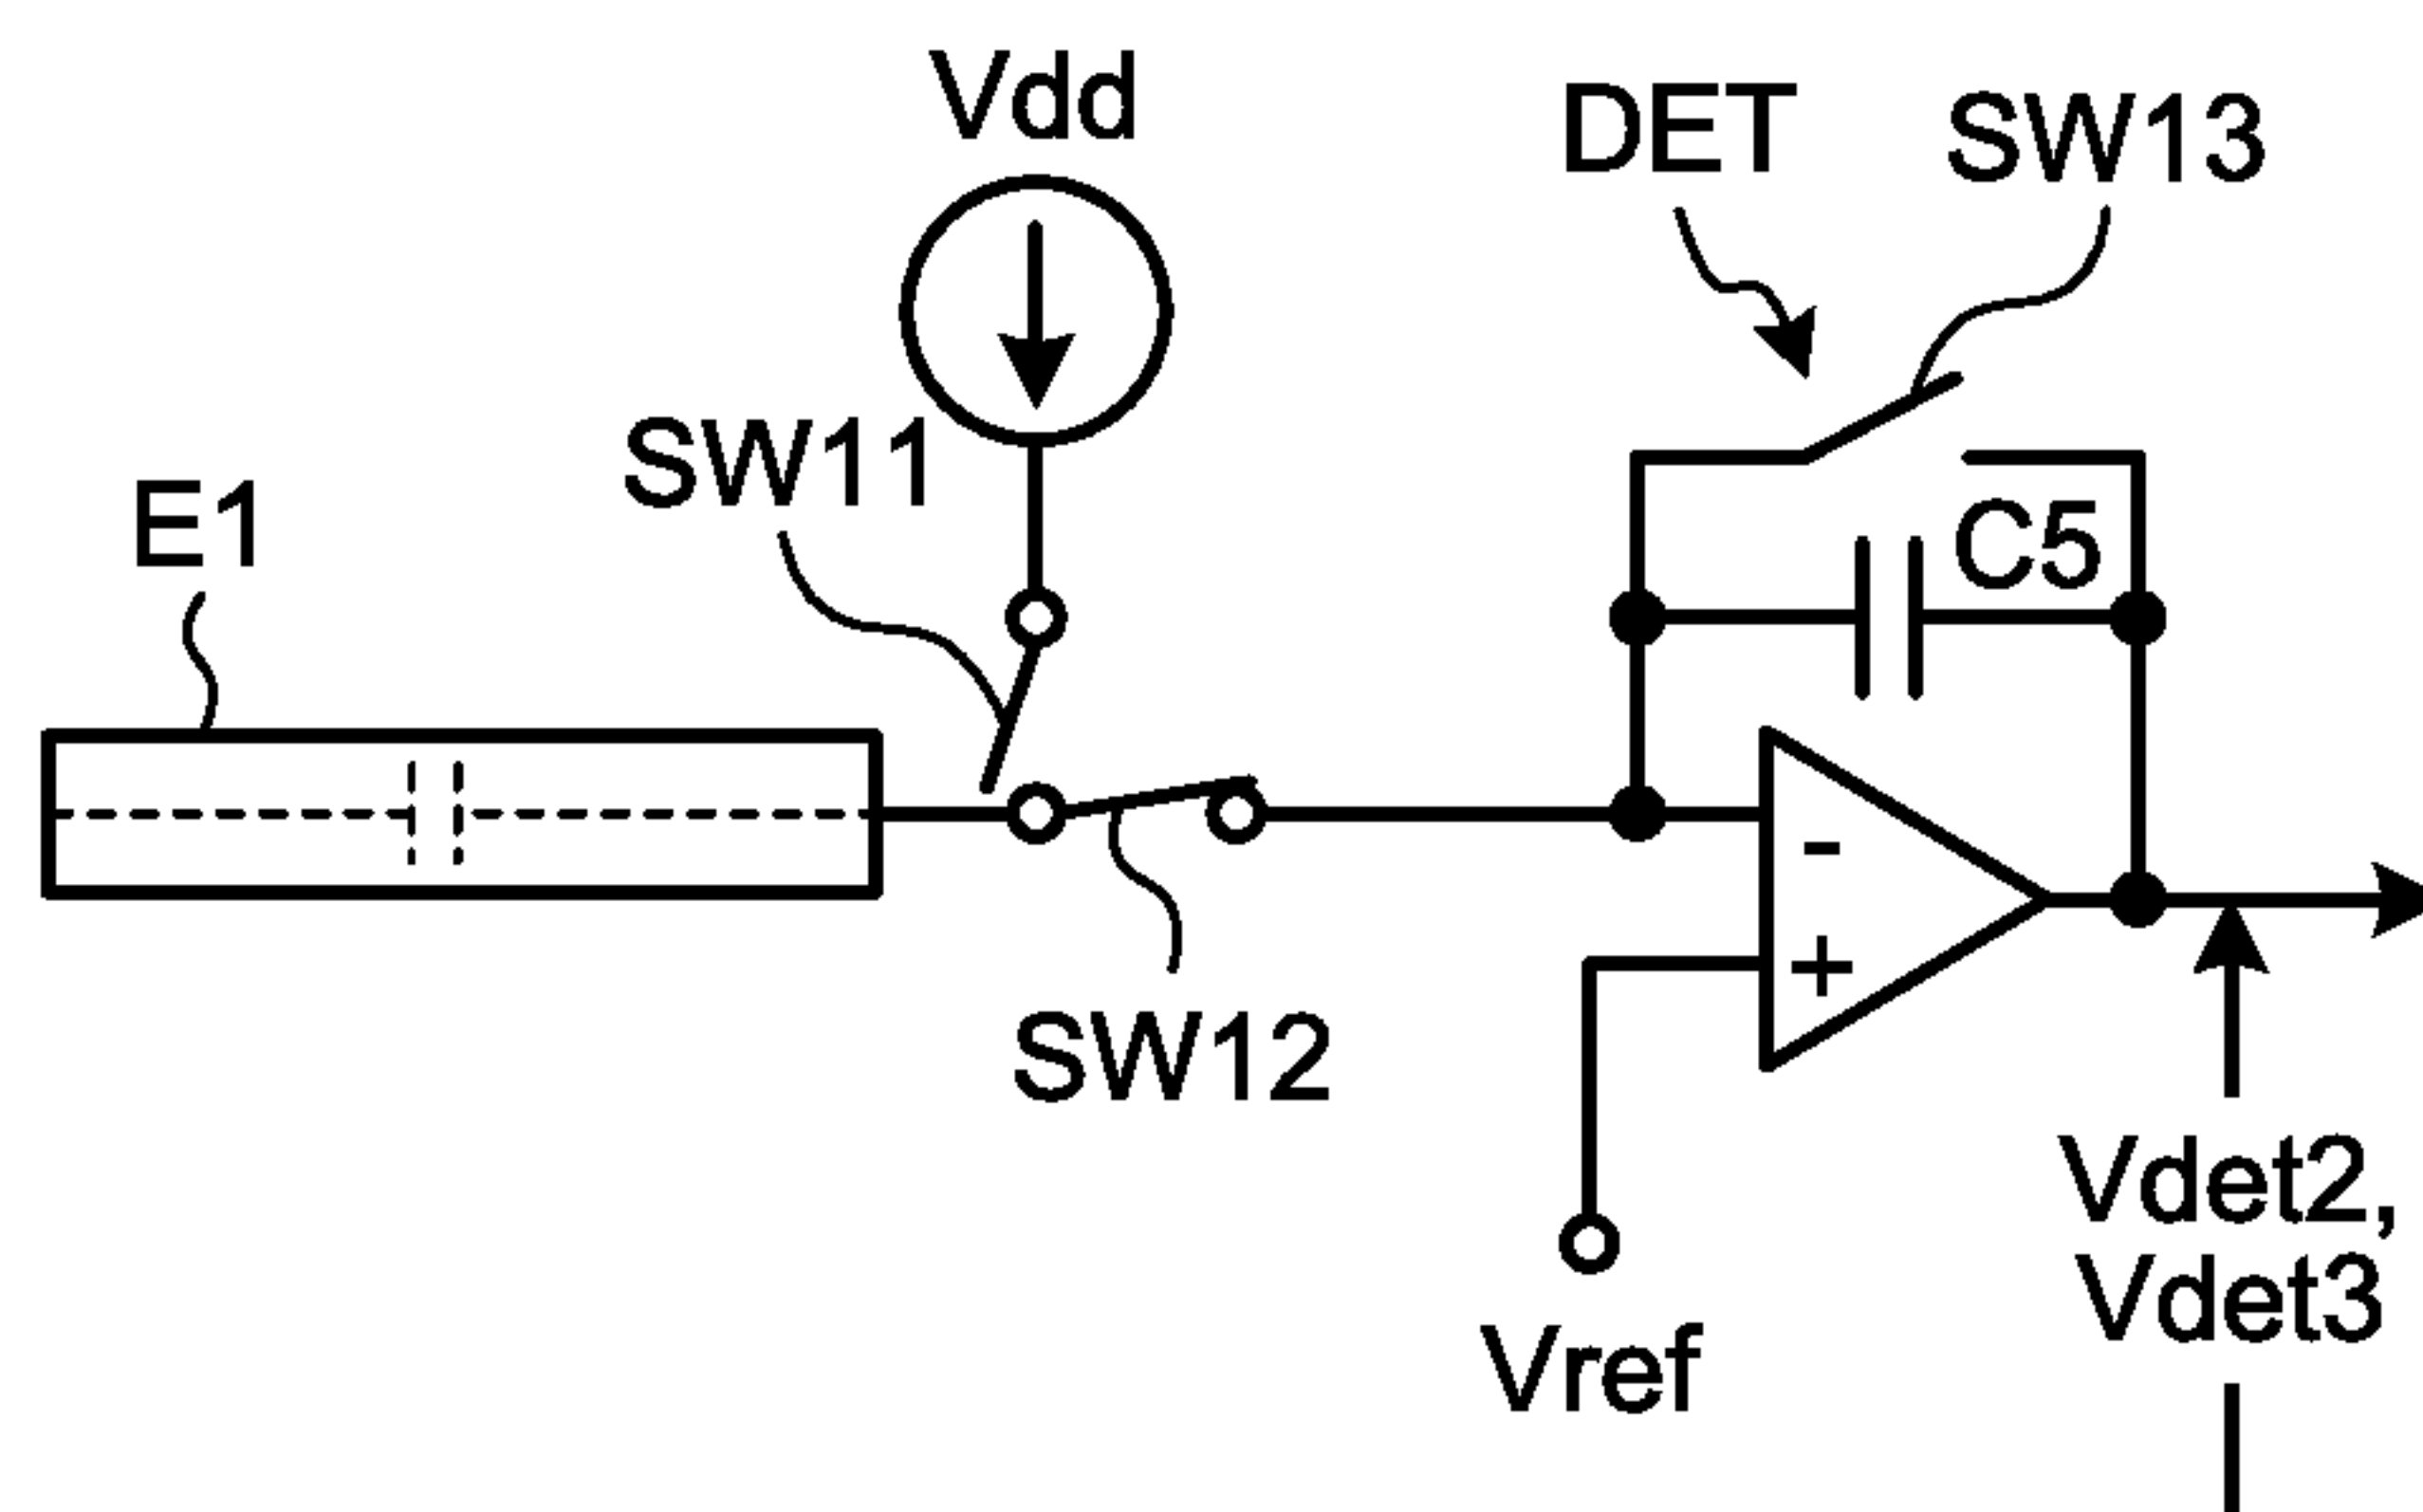 Vdd
DET
SW13
SW11
E1
C5
-
+
SW12
Vdet2,
Vdet3
Vref